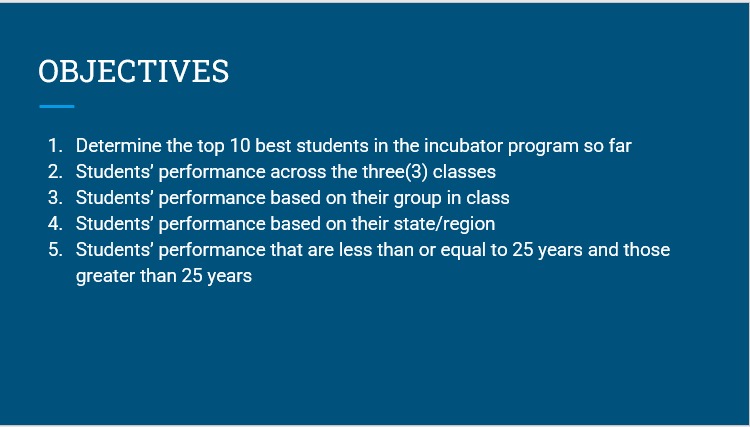 OBJECTIVES
1. Determine the top 10 best students in the incubator program so far
2. Students’ performance across the three(3) classes
3. Students’ performance based on their group in class
4. Students’ performance based on their state/region
5. Students’ performance that are less than or equal to 25 years and those
greater than 25 years